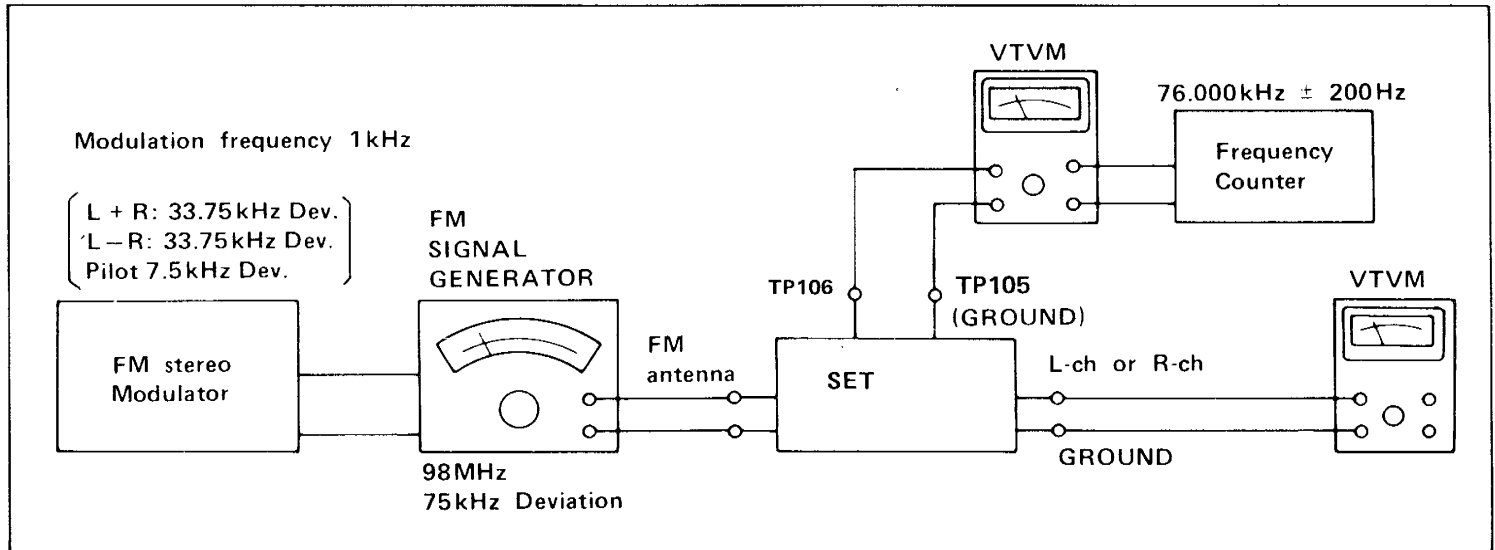 VTVM
76.000kHz ± 200Hz
Frequency
Counter
Modulation frequency 1kHz
L + R: 33.75kHz Dev.
L – R: 33.75kHz Dev.
Pilot 7.5kHz Dev.
FM
SIGNAL
GENERATOR
TP106
TP105
(GROUND)
VTVM
FM stereo
Modulator
FM
antenna
SET
L-ch or R-ch
GROUND
98MHz
75kHz Deviation